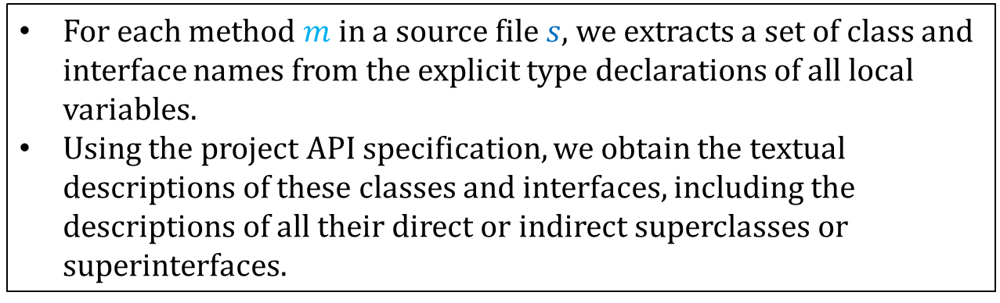 • For each method m in a source file s, we extracts a set of class and
interface names from the explicit type declarations of all local
variables.
• Using the project API specification, we obtain the textual
descriptions of these classes and interfaces, including the
descriptions of all their direct or indirect superclasses or
superinterfaces.